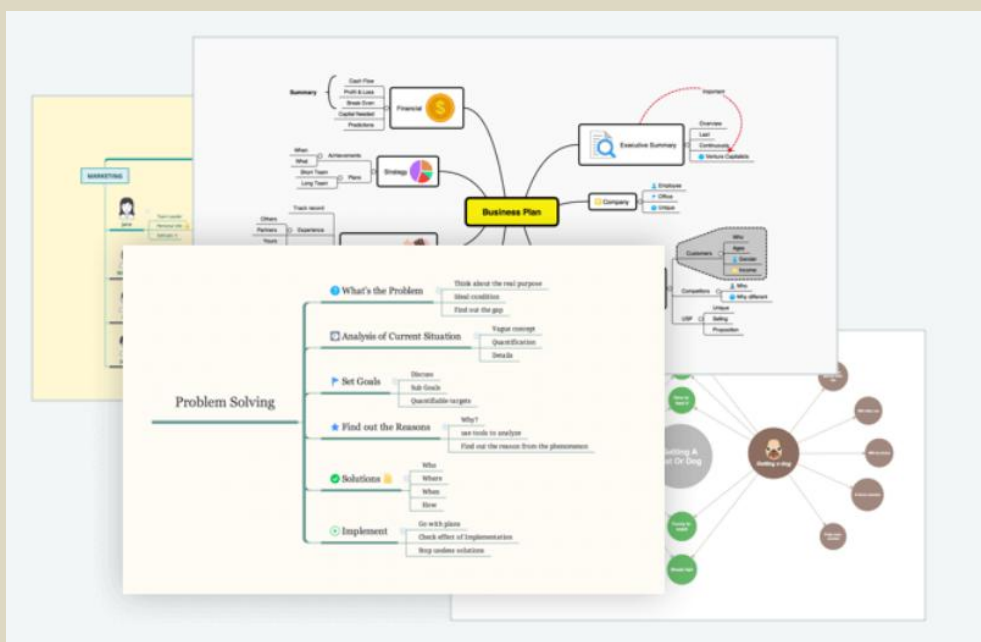 Summary
Cash Flow
Profit & Loss
Break Even
Capital Needed
Predictions
Financial
When
What
Achievements
Short Team
Long Team
Plans
Strategy
Track record
Others
Partners
Yours
Experience
Business Plan
Important
Executive Summary
Overview
Last
Continuously
Venture Capitalists
Company
Employee
Office
Unique
Customers
Who
Ages
Gender
Income
Competitors
Who
Why different
USP
Unique
Selling
Proposition
MARKETING
Jane
Team Leader
Problem Solving
What's the Problem
Think about the real purpose
Ideal condition
Find out the gap
Analysis of Current Situation
Vague concept
Quantification
Details
Set Goals
Discuss
Sub Goals
Quantifiable targets
Find out the Reasons
Why?
use tools to analyze
Find out the reason from the phenomenon
Solutions
Who
Where
When
How
Implement
Go with plans
Check effect of Implementation
Stop useless solutions
Getting a dog